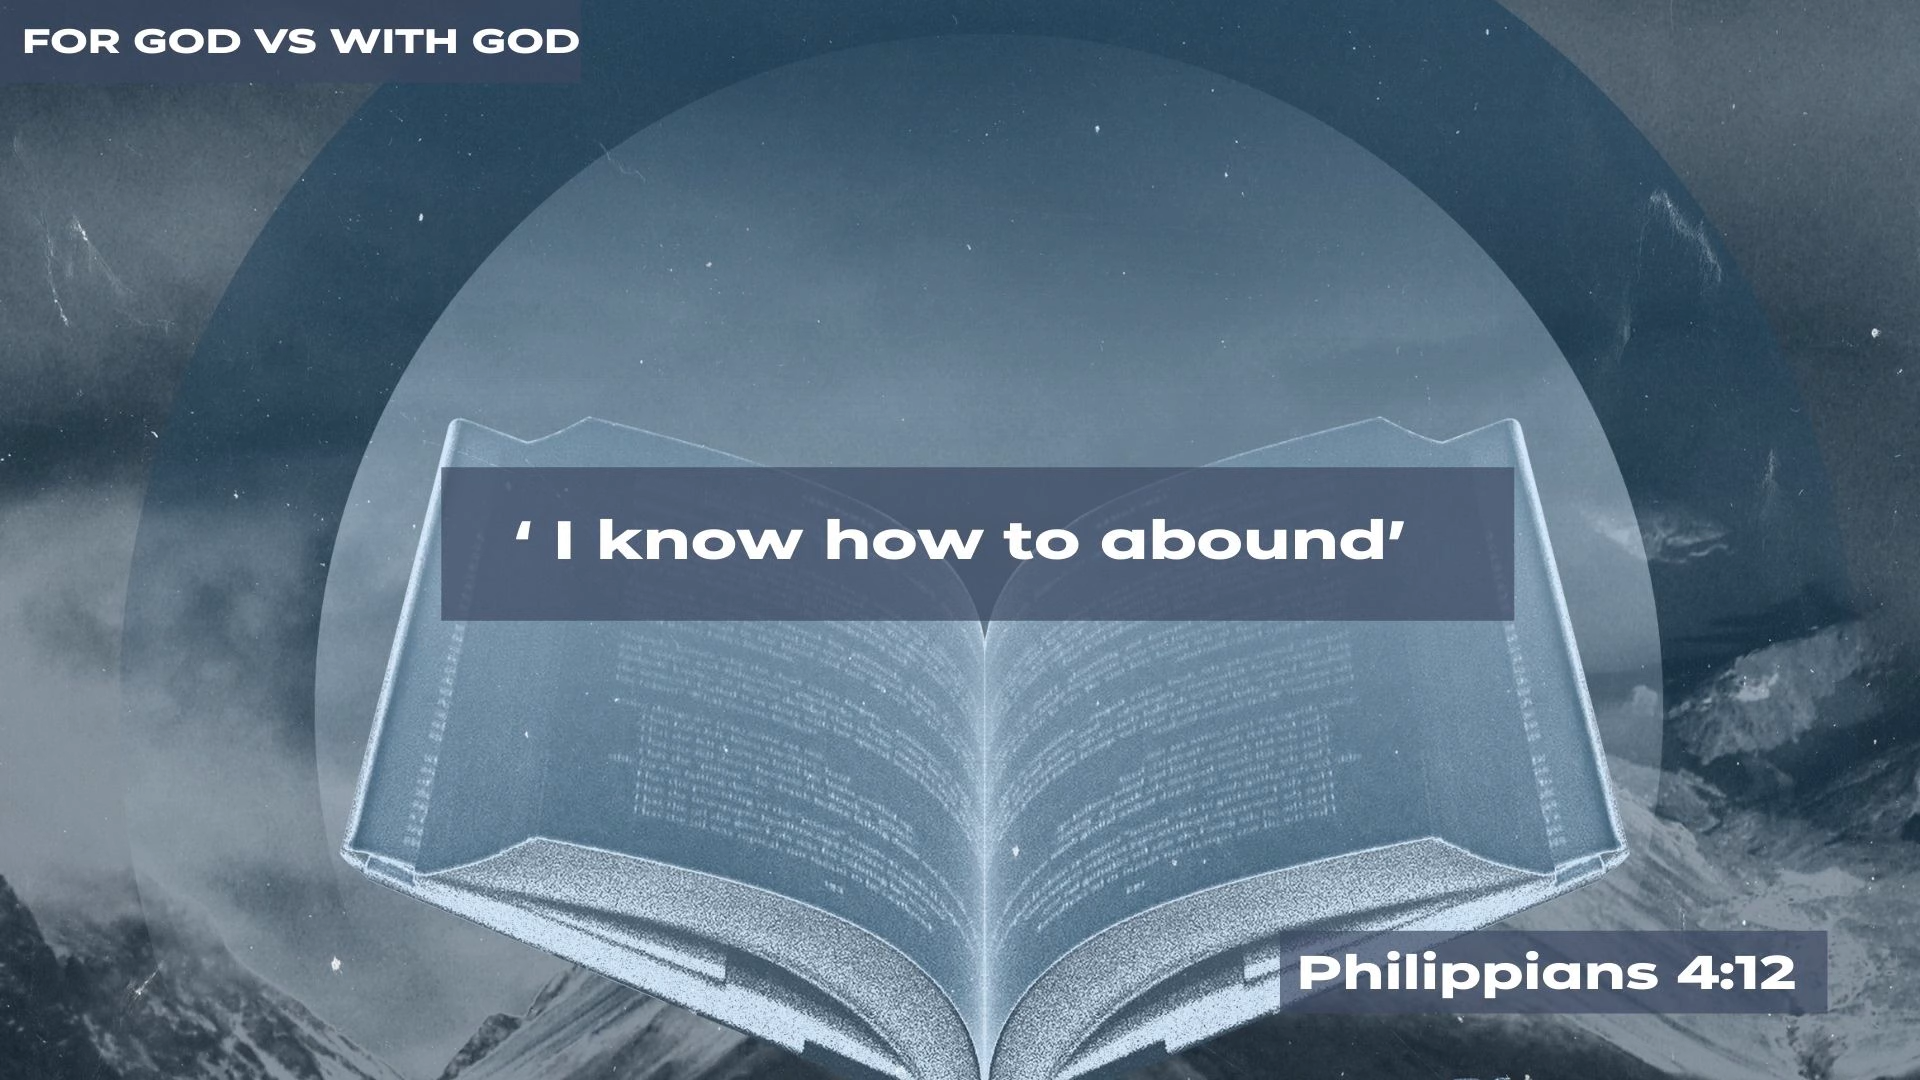 FOR GOD VS WITH GOD
‘ I know how to abound’
Philippians 4:12